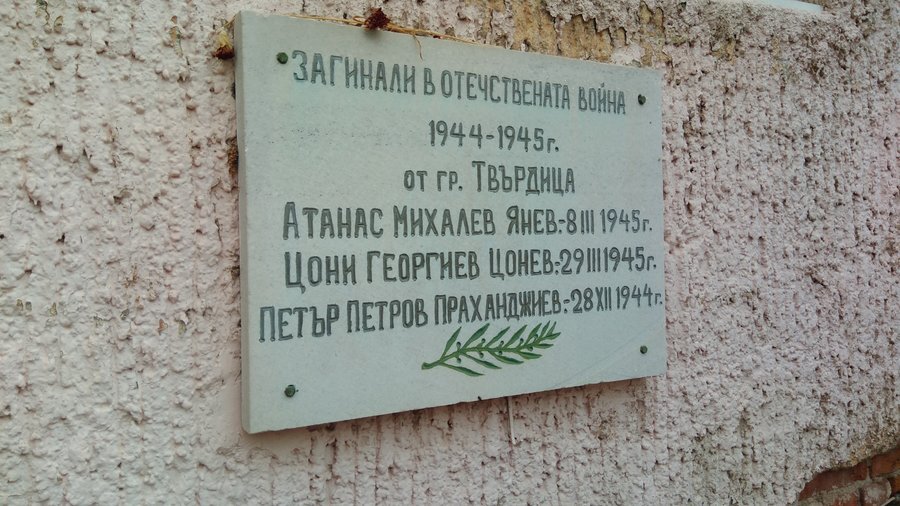 ЗАГИНАЛИ В ОТЕЧСТВЕНАТА ВОЙНА
1944-1945г.
от гр. ТВЪРДИЦА
АТАНАС МИХАЛЕВ ЯНЕВ:-8 III 1945г.
ЦОНИ ГЕОРГИЕВ ЦОНЕВ:-29 III 1945г.
ПЕТЪР ПЕТРОВ ПРАХАНДЖИЕВ:-28 XII 1944г.